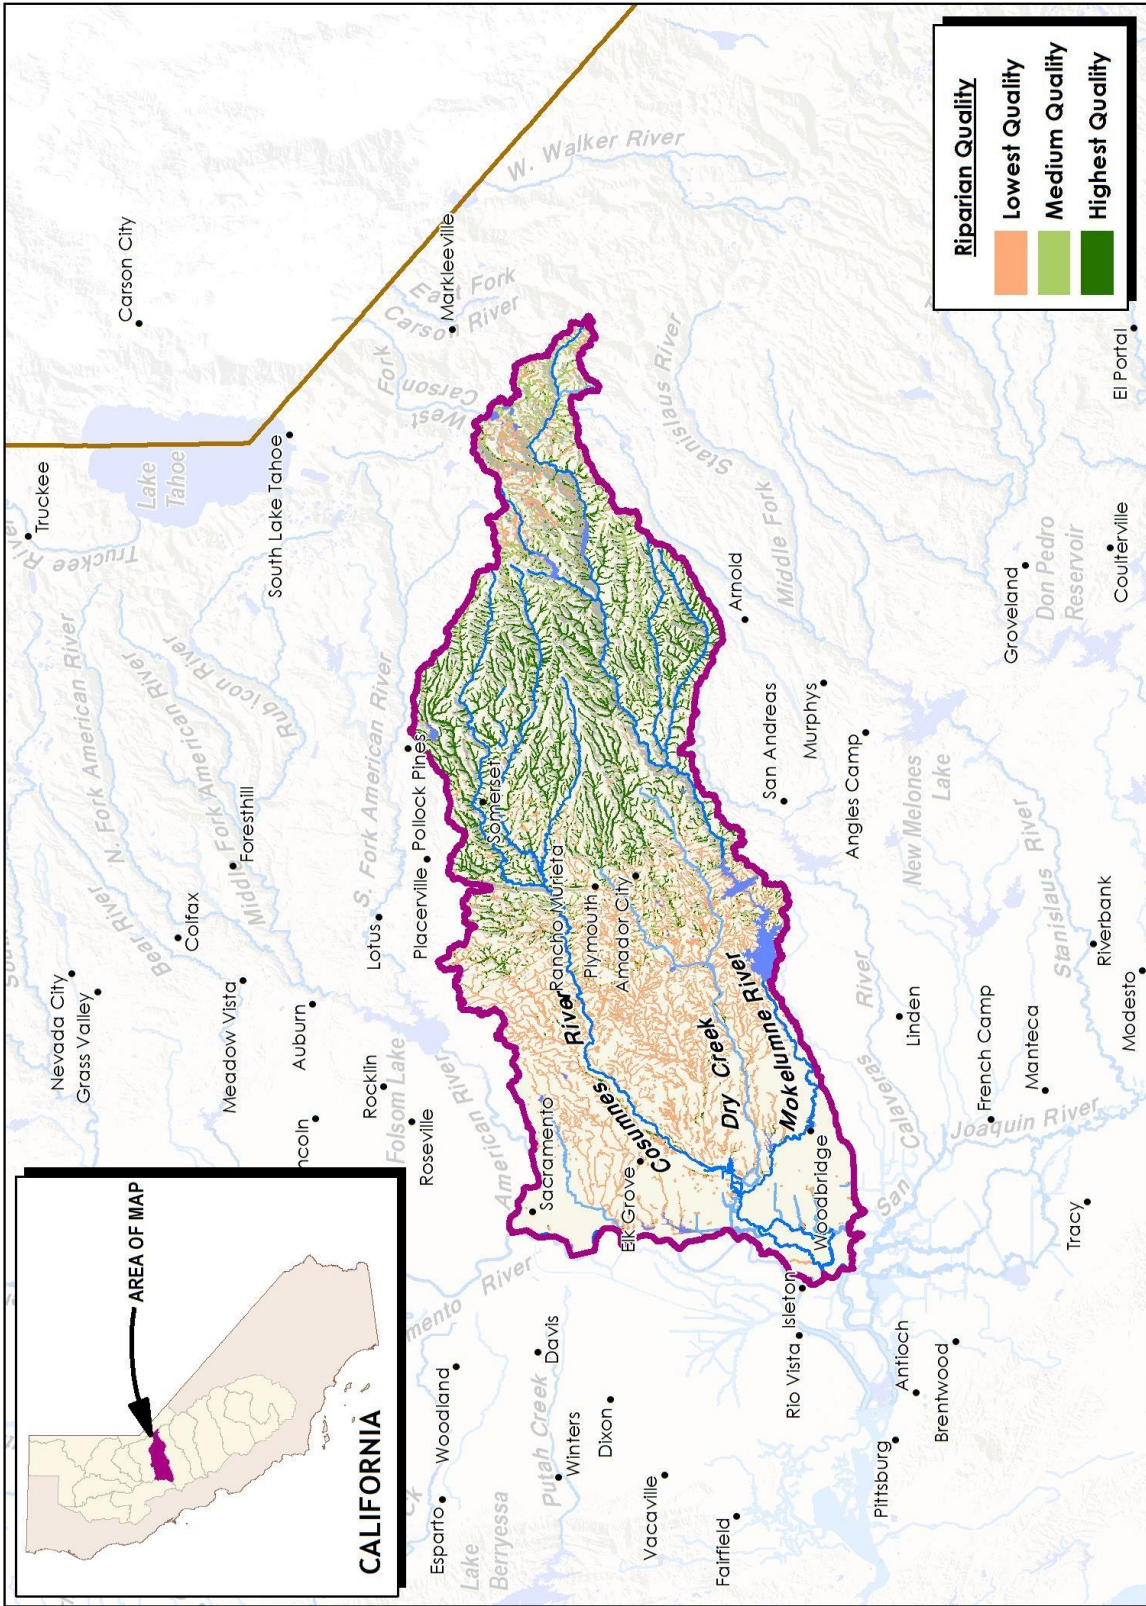 CALIFORNIA
AREA OF MAP
Riparian Quality
Lowest Quality
Medium Quality
Highest Quality
Nevada City
Grass Valley
Colfax
Meadow Vista
Auburn
Foresthill
Lotus
Placerville
Pollock Pines
Rocklin
Roseville
ncoln
Truckee
Truckee River
Lake
Tahoe
South Lake Tahoe
Carson City
Markleeville
Bear River
N. Fork American River
Middle Fork American River
Rubicon River
S. Fork American River
Folsom Lake
American River
West Fork
Carson
East Fork
Carson River
W. Walker River
Esparto
Woodland
Davis
Winters
Dixon
Vacaville
Fairfield
Lake
Berryessa
Putah Creek
mento River
Sacramento
Elk Grove
Cosumnes River
Rancho Murieta
Somerset
Plymouth
Amador City
Dry Creek
Mokelumne River
Woodbridge
Isleton
Rio Vista
Antioch
Pittsburg
Brentwood
Tracy
San Joaquin River
Calaveras River
Linden
French Camp
Manteca
Riverbank
Modesto
Stanislaus River
San Andreas
Murphys
Angles Camp
Arnold
New Melones
Lake
Middle Fork Stanislaus River
Groveland
Don Pedro
Reservoir
Coulterville
El Portal